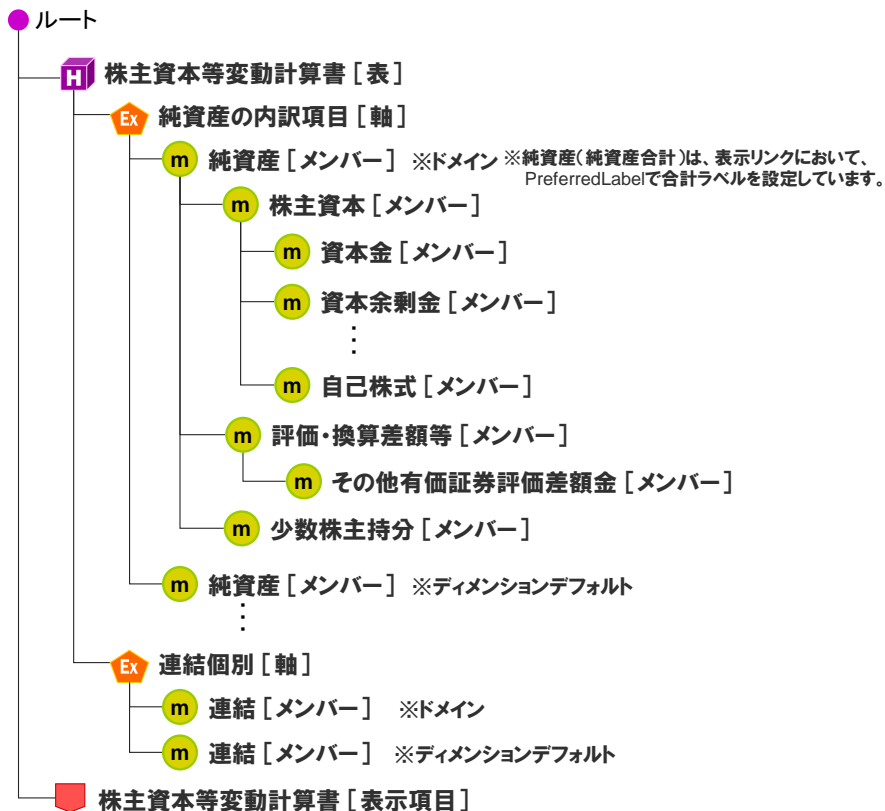 ルート
H 株主資本等変動計算書［表］
Ex 純資産の内訳項目［軸］
m 純資産［メンバー］ ※ドメイン ※純資産（純資産合計）は、表示リンクにおいて、
PreferredLabelで合計ラベルを設定しています。
m 株主資本［メンバー］
m 資本金［メンバー］
m 資本余剰金［メンバー］
⋮
m 自己株式［メンバー］
m 評価・換算差額等［メンバー］
m その他有価証券評価差額金［メンバー］
m 少数株主持分［メンバー］
m 純資産［メンバー］ ※ディメンションデフォルト
⋮
Ex 連結個別［軸］
m 連結［メンバー］ ※ドメイン
m 連結［メンバー］ ※ディメンションデフォルト
株主資本等変動計算書［表示項目］